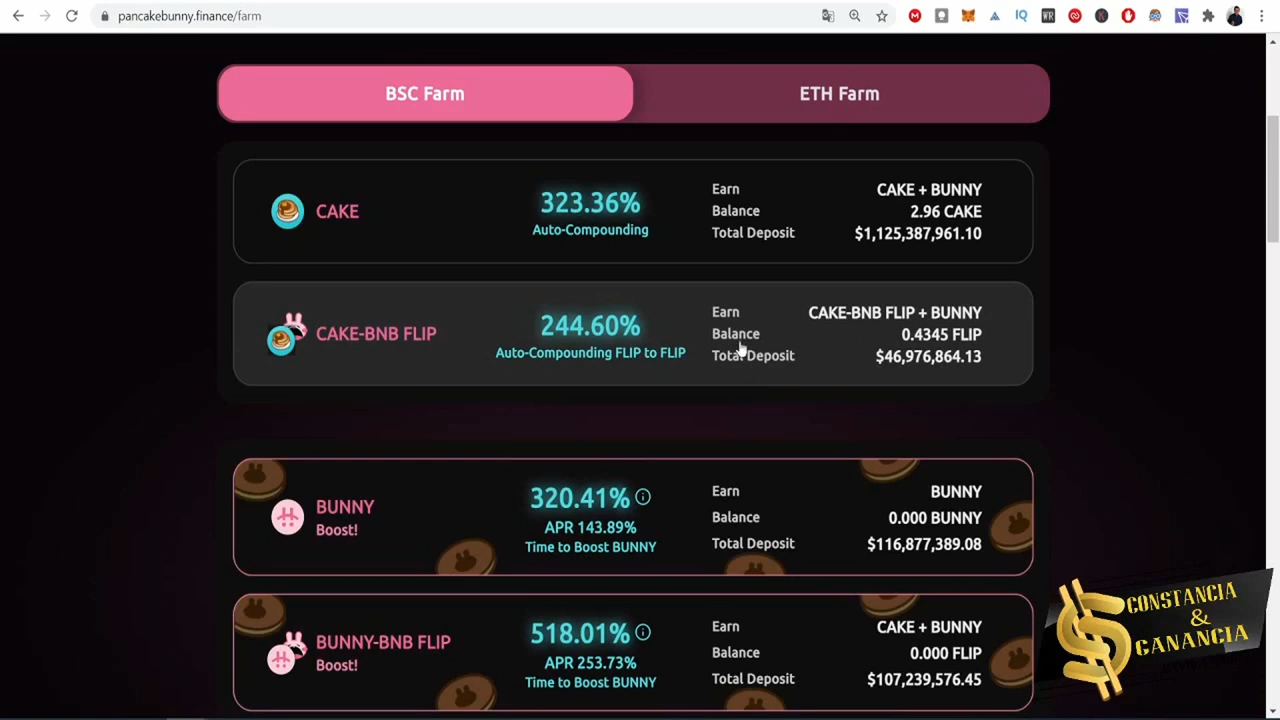 pancakebunny.finance/farm
BSC Farm
ETH Farm
CAKE
323.36%
Auto-Compounding
Earn CAKE + BUNNY
Balance 2.96 CAKE
Total Deposit $1,125,387,961.10
CAKE-BNB FLIP
244.60%
Auto-Compounding FLIP to FLIP
Earn CAKE-BNB FLIP + BUNNY
Balance 0.4345 FLIP
Total Deposit $46,976,864.13
BUNNY
Boost!
320.41%
APR 143.89%
Time to Boost BUNNY
Earn BUNNY
Balance 0.000 BUNNY
Total Deposit $116,877,389.08
BUNNY-BNB FLIP
Boost!
518.01%
APR 253.73%
Time to Boost BUNNY
Earn CAKE + BUNNY
Balance 0.000 FLIP
Total Deposit $107,239,576.45
CONSTANCIA
&
GANANCIA